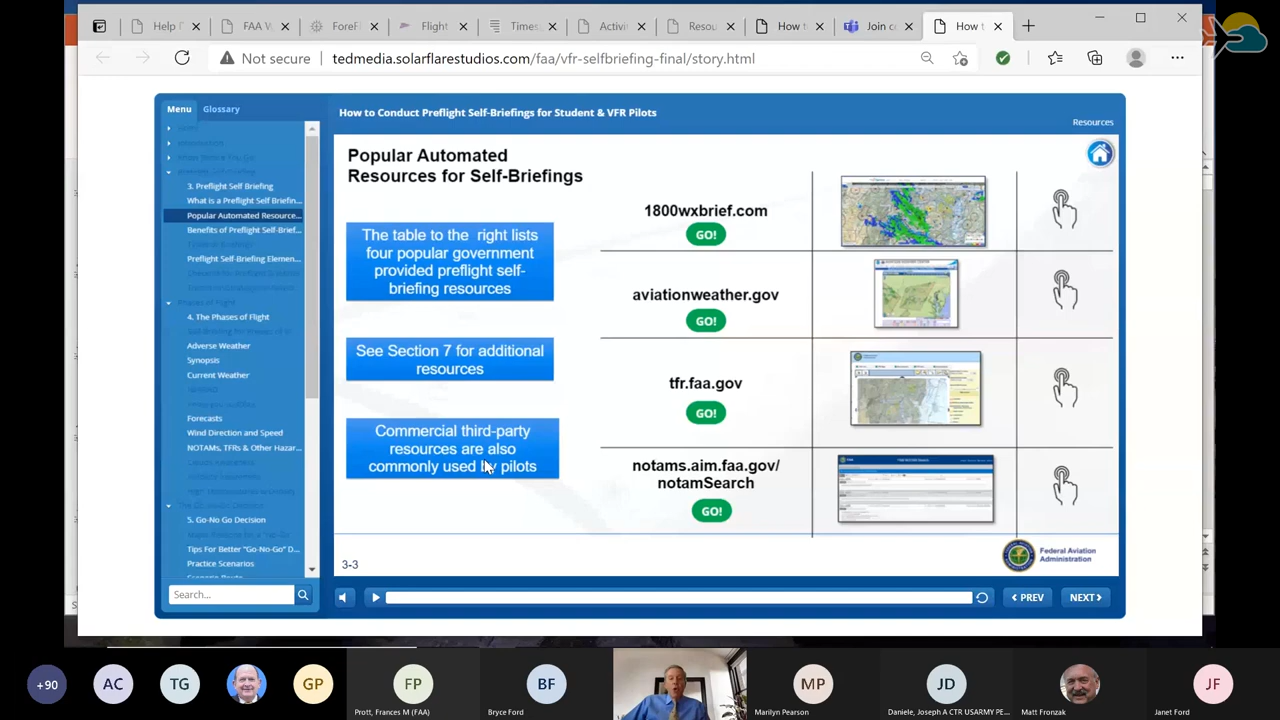 Help
FAA W
ForeFl
Flight
Times
Activi
Resou
How to
Join c
How t
Not secure
tedmedia.solarflarestudios.com/faa/vfr-selfbriefing-final/story.html
Menu
Glossary
How to Conduct Preflight Self-Briefings for Student & VFR Pilots
Resources
3. Preflight Self Briefing
What is a Preflight Self Briefin...
Popular Automated Resource...
Benefits of Preflight Self-Brief...
Preflight Self-Briefing Elemen...
Phases of Flight
4. The Phases of Flight
Adverse Weather
Synopsis
Current Weather
Forecasts
Wind Direction and Speed
NOTAMs, TFRs & Other Hazar...
5. Go-No Go Decision
Tips For Better “Go-No-Go” D...
Practice Scenarios
Search...
Popular Automated
Resources for Self-Briefings
The table to the right lists
four popular government
provided preflight self-
briefing resources
See Section 7 for additional
resources
Commercial third-party
resources are also
commonly used by pilots
1800wxbrief.com
GO!
aviationweather.gov
GO!
tfr.faa.gov
GO!
notams.aim.faa.gov/
notamSearch
GO!
3-3
Federal Aviation
Administration
PREV
NEXT
+90
AC
TG
GP
FP
Prott, Frances M (FAA)
BF
Bryce Ford
MP
Marilyn Pearson
JD
Daniele, Joseph A CTR USARMY PE...
Matt Fronzak
JF
Janet Ford